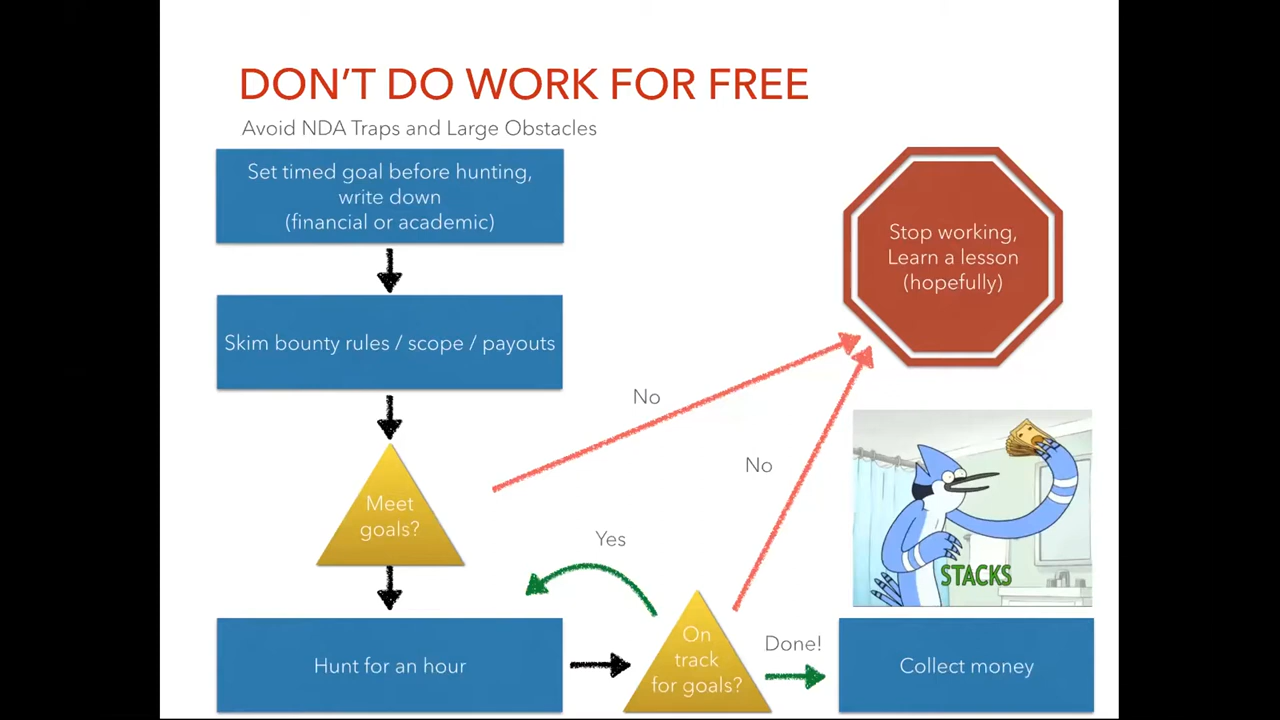 DON'T DO WORK FOR FREE
Avoid NDA Traps and Large Obstacles
Set timed goal before hunting,
write down
(financial or academic)
Stop working,
Learn a lesson
(hopefully)
Skim bounty rules / scope / payouts
No
No
Meet
goals?
Yes
STACKS
Hunt for an hour
On
track
for goals?
Done!
Collect money